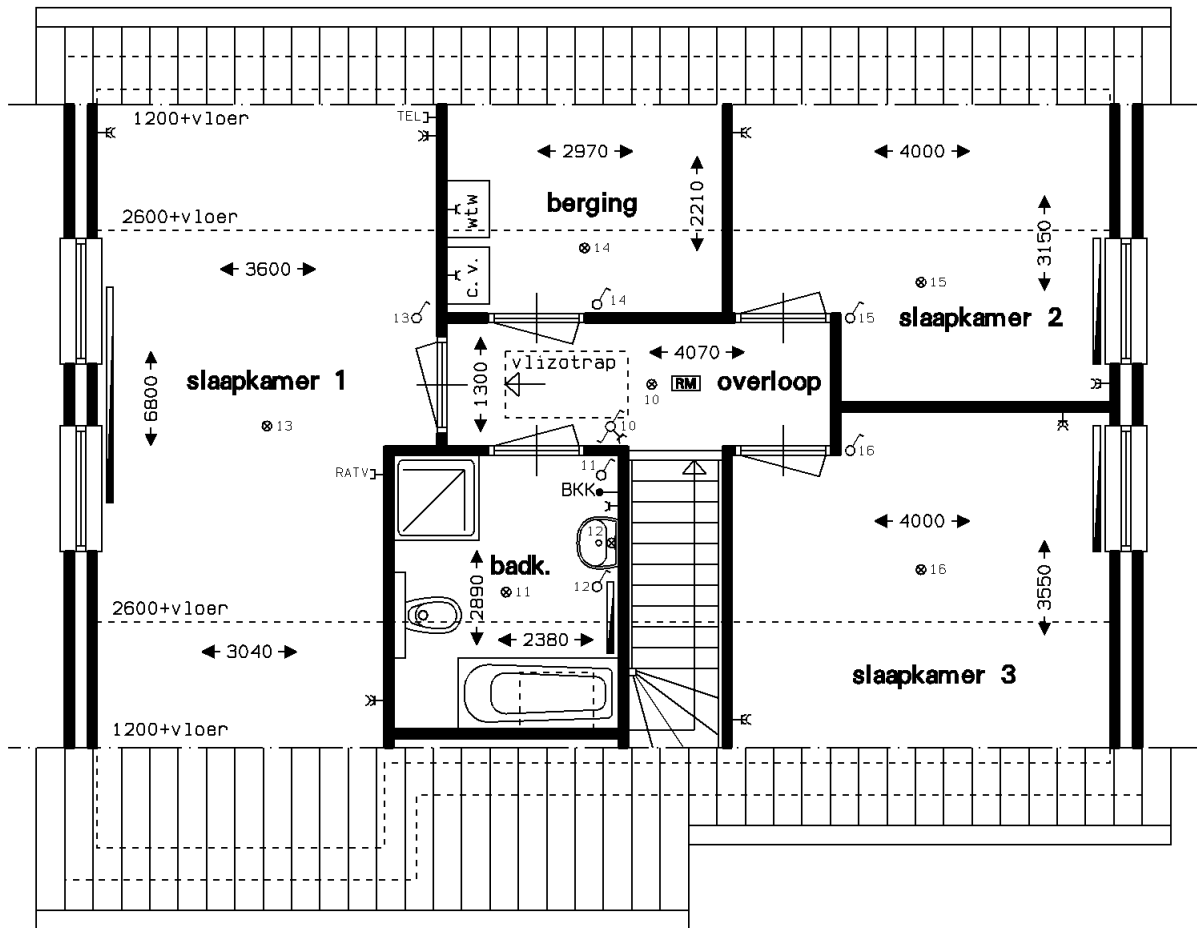 1200+vloer
TEL
2970
4000
wtw
berging
2210
2600+vloer
3150
14
c.v.
3600
15
14
13
15
slaapkamer 2
vlizotrap
4070
1300
slaapkamer 1
RM
overloop
10
6800
13
10
16
RATV
11
BKK
4000
12
badk.
16
11
12
2890
3550
2600+vloer
2380
3040
slaapkamer 3
1200+vloer